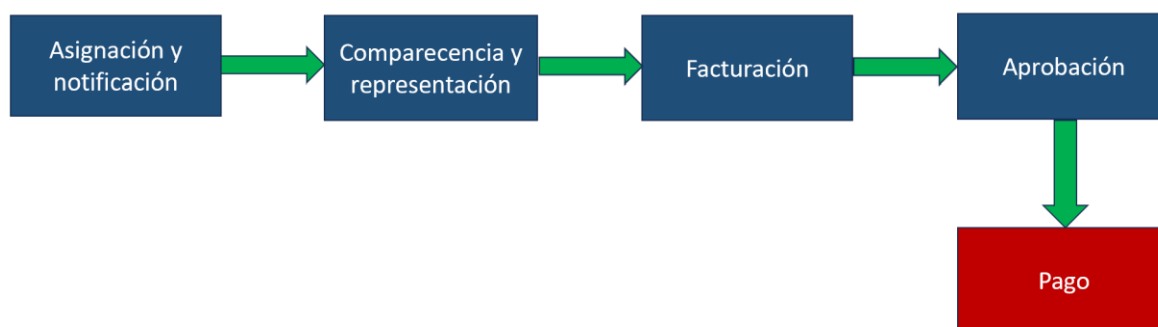 Asignación y
notificación
Comparecencia y
representación
Facturación
Aprobación
Pago